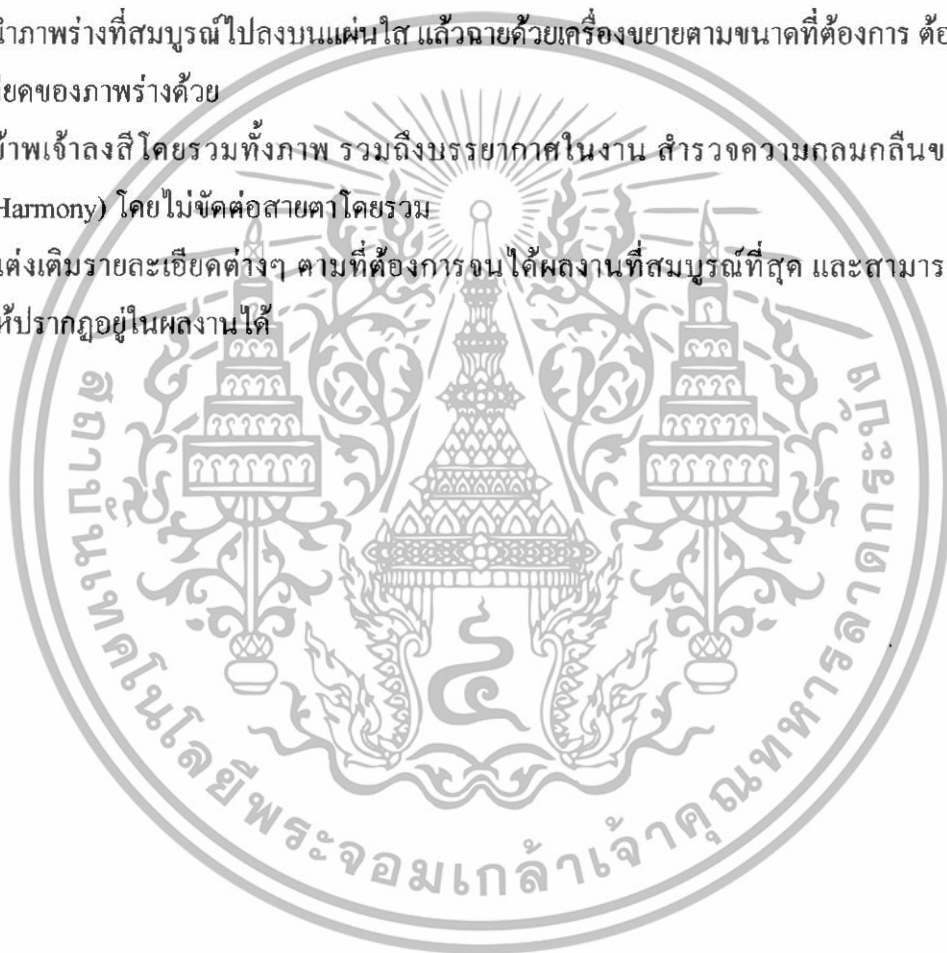 นำภาพร่างที่สมบูรณ์ไปลงบนแผ่นใส แล้วฉายด้วยเครื่องขยายตามขนาดที่ต้องการ
ของภาพร่างด้วย
ข้าพเจ้าลงสีโดยรวมทั้งภาพ รวมถึงบรรยากาศในงาน สำรวจความกลมกลืน
Harmony) โดยไม่ขัดต่อสายตาโดยรวม
แต่งเติมรายละเอียดต่างๆ ตามที่ต้องการจนได้ผลงานที่สมบูรณ์ที่สุด และ
ให้ปรากฏอยู่ในผลงานได้
สถาบันเทคโนโลยีพระจอมเกล้าเจ้าคุณทหารลาดกระบัง
๔